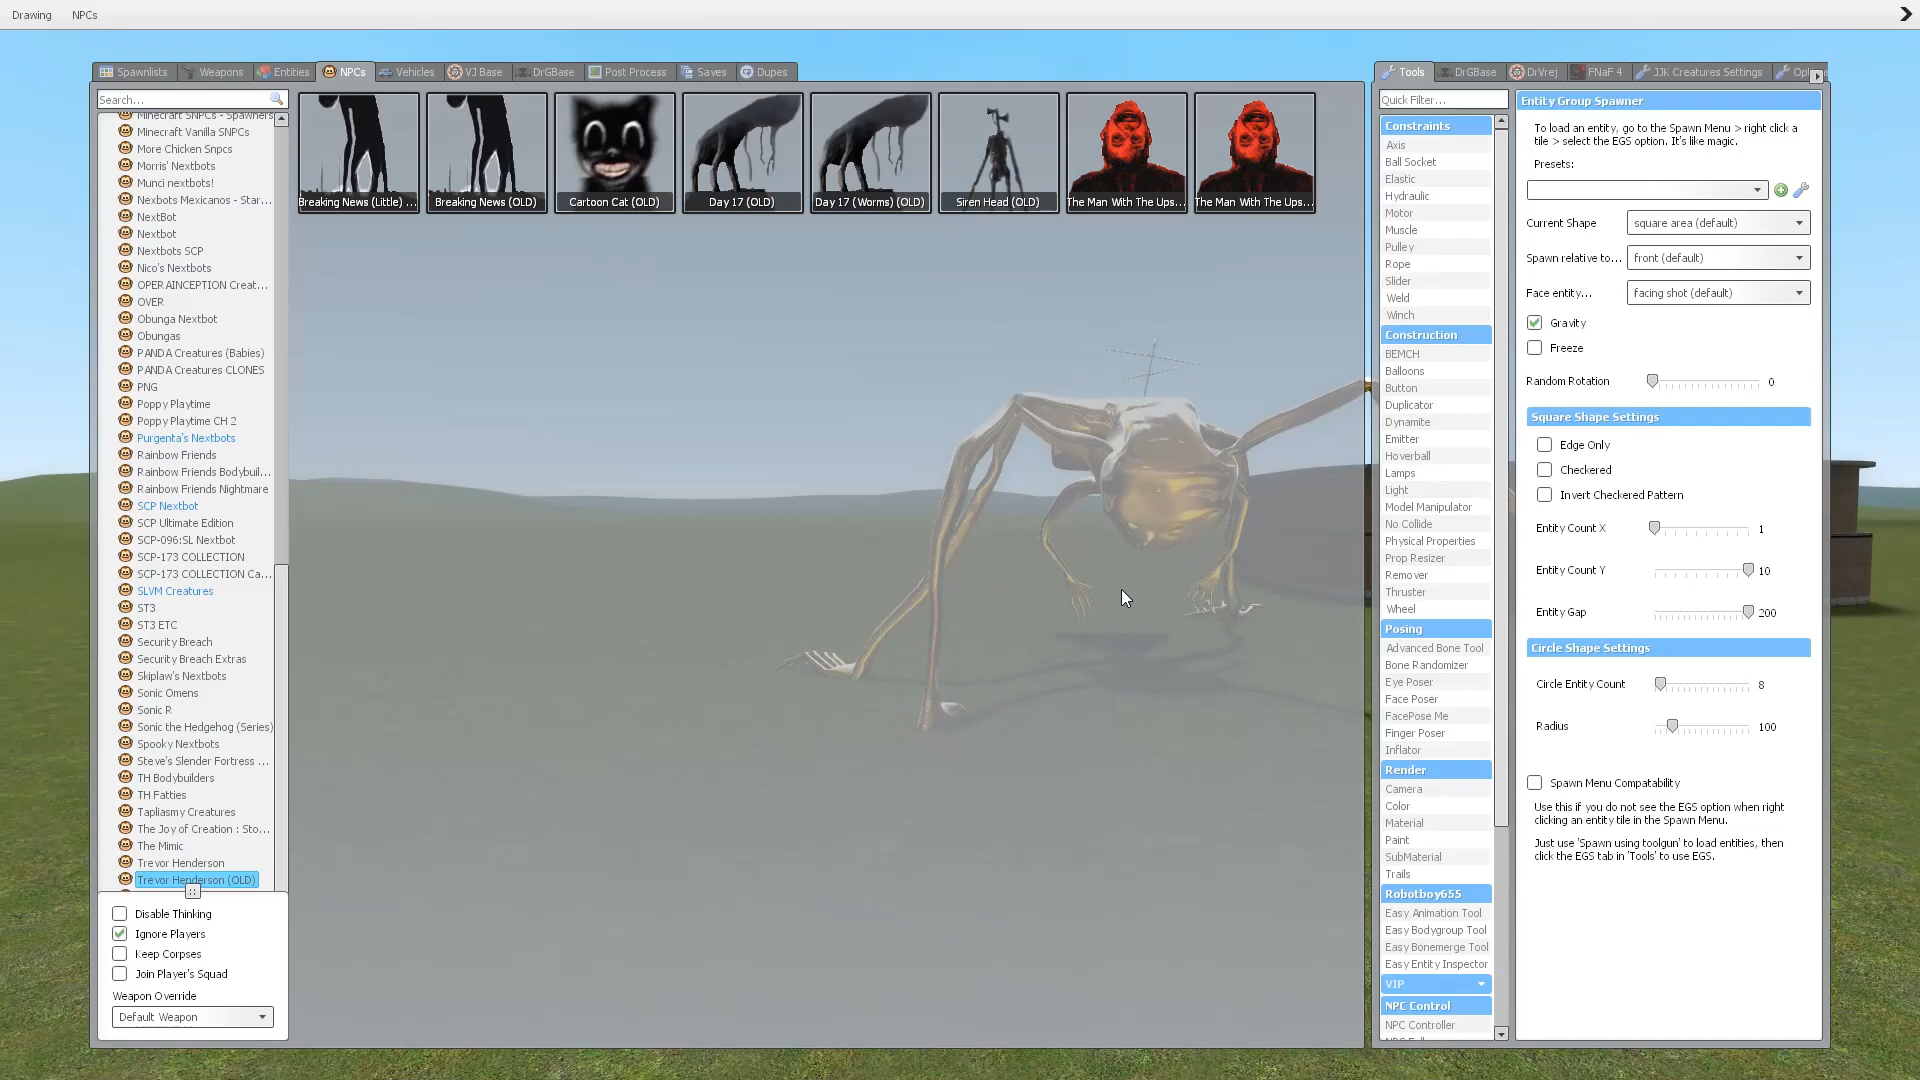 Drawing NPCs
Spawnlists Weapons Entities NPCs Vehicles VJ Base DrGBase Post Process Saves Dupes
Search...
Minecraft SNPCs - Spawners
Minecraft Vanilla SNPCs
More Chicken Snpcs
Morris' Nextbots
Munci nextbots!
Nexbots Mexicanos - Star...
NextBot
Nextbot
Nextbots SCP
Nico's Nextbots
OPERAINCEPTION Creat...
OVER
Obunga Nextbot
Obungas
PANDA Creatures (Babies)
PANDA Creatures CLONES
PNG
Poppy Playtime
Poppy Playtime CH 2
Purgenta's Nextbots
Rainbow Friends
Rainbow Friends Bodybuil...
Rainbow Friends Nightmare
SCP Nextbot
SCP Ultimate Edition
SCP-096:SL Nextbot
SCP-173 COLLECTION
SCP-173 COLLECTION Ca...
SLVM Creatures
ST3
ST3 ETC
Security Breach
Security Breach Extras
Skiplaw's Nextbots
Sonic Omens
Sonic R
Sonic the Hedgehog (Series)
Spooky Nextbots
Steve's Slender Fortress ...
TH Bodybuilders
TH Fatties
Tapliasmy Creatures
The Joy of Creation : Sto...
The Mimic
Trevor Henderson
Trevor Henderson (OLD)
Disable Thinking
Ignore Players
Keep Corpses
Join Player's Squad
Weapon Override
Default Weapon
Breaking News (Little) ...
Breaking News (OLD)
Cartoon Cat (OLD)
Day 17 (OLD)
Day 17 (Worms) (OLD)
Siren Head (OLD)
The Man With The Ups...
The Man With The Ups...
Tools DrGBase DrVrej FNaF 4 JJK Creatures Settings
Quick Filter...
Constraints
Axis
Ball Socket
Elastic
Hydraulic
Motor
Muscle
Pulley
Rope
Slider
Weld
Winch
Construction
BEMCH
Balloons
Button
Duplicator
Dynamite
Emitter
Hoverball
Lamps
Light
Model Manipulator
No Collide
Physical Properties
Prop Resizer
Remover
Thruster
Wheel
Posing
Advanced Bone Tool
Bone Randomizer
Eye Poser
Face Poser
FacePose Me
Finger Poser
Inflator
Render
Camera
Color
Material
Paint
SubMaterial
Trails
Robotboy655
Easy Animation Tool
Easy Bodygroup Tool
Easy Bonemerge Tool
Easy Entity Inspector
VIP
NPC Control
NPC Controller
Entity Group Spawner
To load an entity, go to the Spawn Menu > right click a
tile > select the EGS option. It's like magic.
Presets:
Current Shape square area (default)
Spawn relative to... front (default)
Face entity... facing shot (default)
Gravity
Freeze
Random Rotation 0
Square Shape Settings
Edge Only
Checkered
Invert Checkered Pattern
Entity Count X 1
Entity Count Y 10
Entity Gap 200
Circle Shape Settings
Circle Entity Count 8
Radius 100
Spawn Menu Compatability
Use this if you do not see the EGS option when right
clicking an entity tile in the Spawn Menu.
Just use 'Spawn using toolgun' to load entities, then
click the EGS tab in 'Tools' to use EGS.